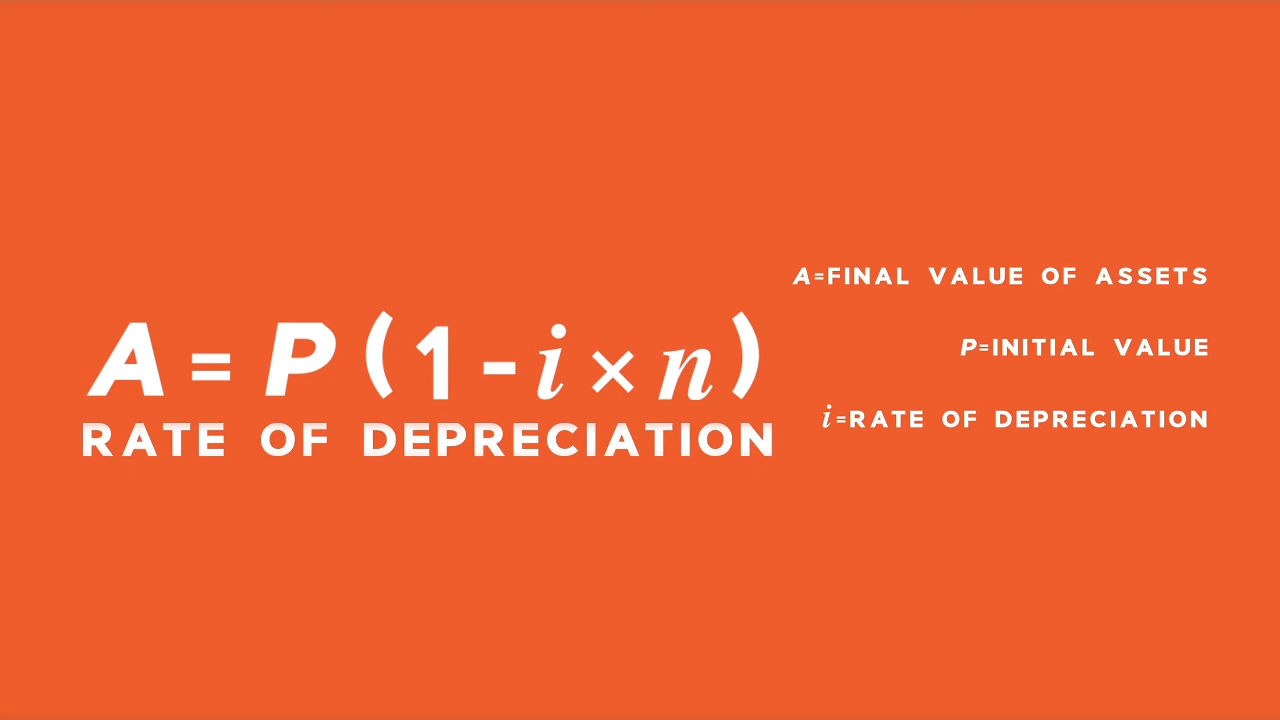 A = P (1 - i × n)
RATE OF DEPRECIATION
A=FINAL VALUE OF ASSETS
P=INITIAL VALUE
i=RATE OF DEPRECIATION